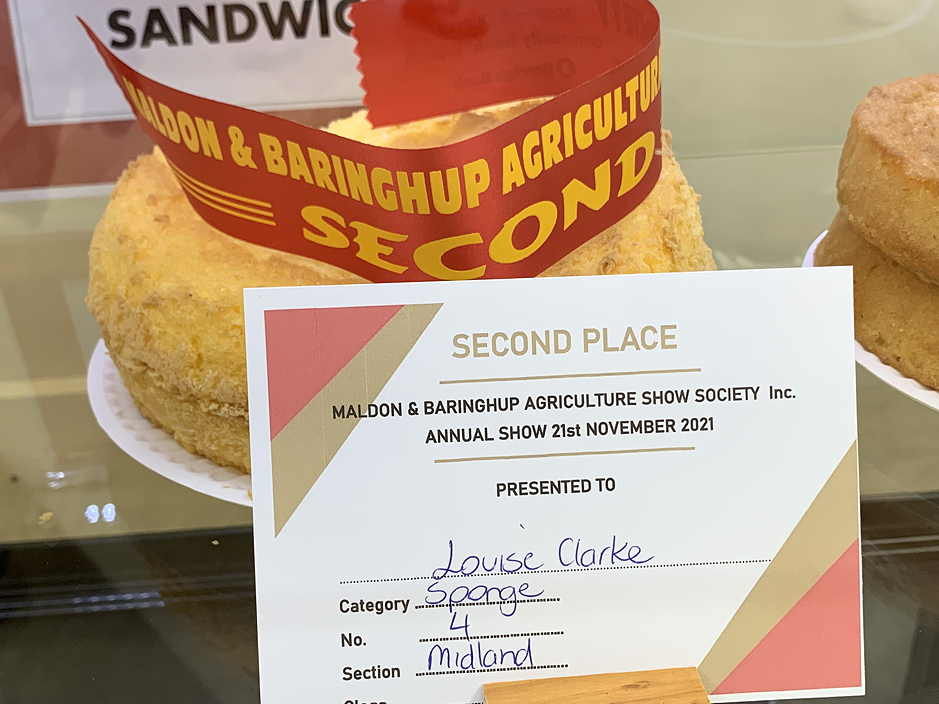 SANDWIC
MALDON & BARINGHUP AGRICULTUR
SECOND
SECOND PLACE
MALDON & BARINGHUP AGRICULTURE SHOW SOCIETY Inc.
ANNUAL SHOW 21st NOVEMBER 2021
PRESENTED TO
Louise Clarke
Category Sponge
No. 4
Section Midland